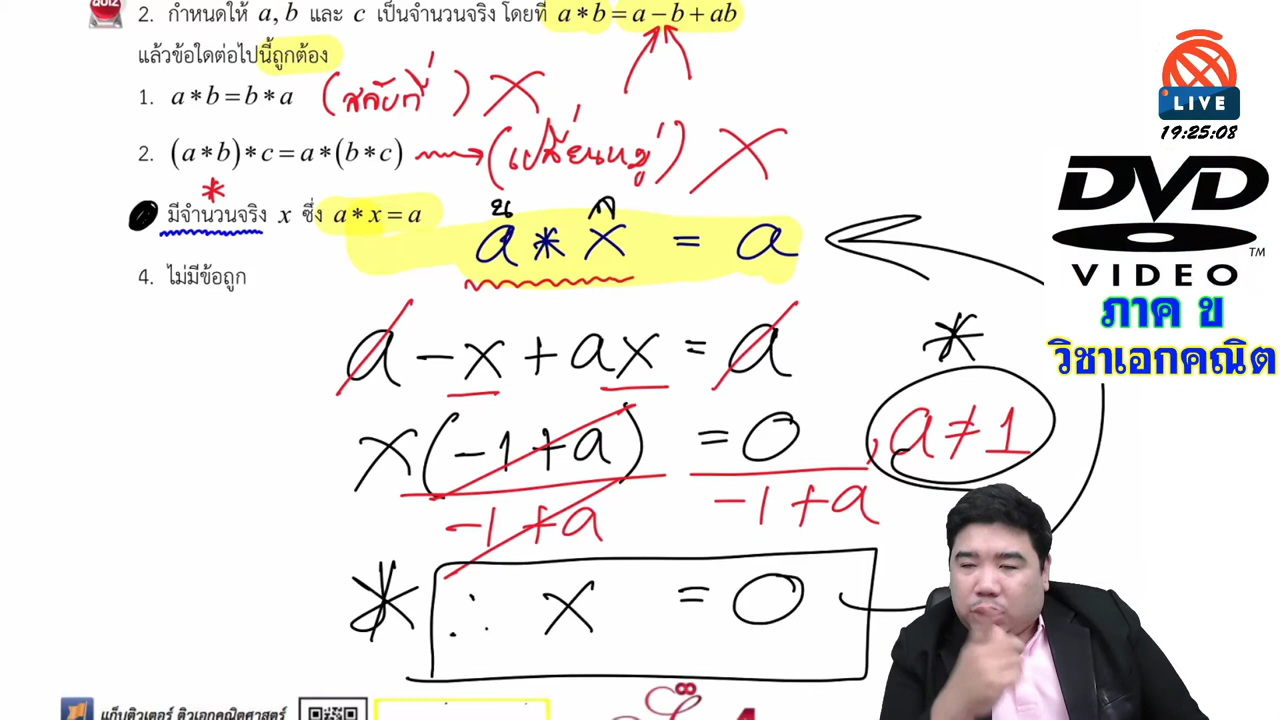 QUIZ
2. กำหนดให้ a, b และ c เป็นจำนวนจริง โดยที่ a * b = a − b + ab
แล้วข้อใดต่อไปนี้ถูกต้อง
1. a * b = b * a (สลับที่) X
2. (a * b) * c = a * (b * c) (เปลี่ยนหมู่) X
*
มีจำนวนจริง x ซึ่ง a * x = a
น ล
a * x = a
4. ไม่มีข้อถูก
a − x + ax = a
*
x(−1 + a) = 0 , a ≠ 1
−1 + a −1 + a
* ∴ x = 0
LIVE
19:25:08
DVD
VIDEO
TM
ภาค ข
วิชาเอกคณิต
แก๊บติวเตอร์ ติวเอกคณิตศาสตร์